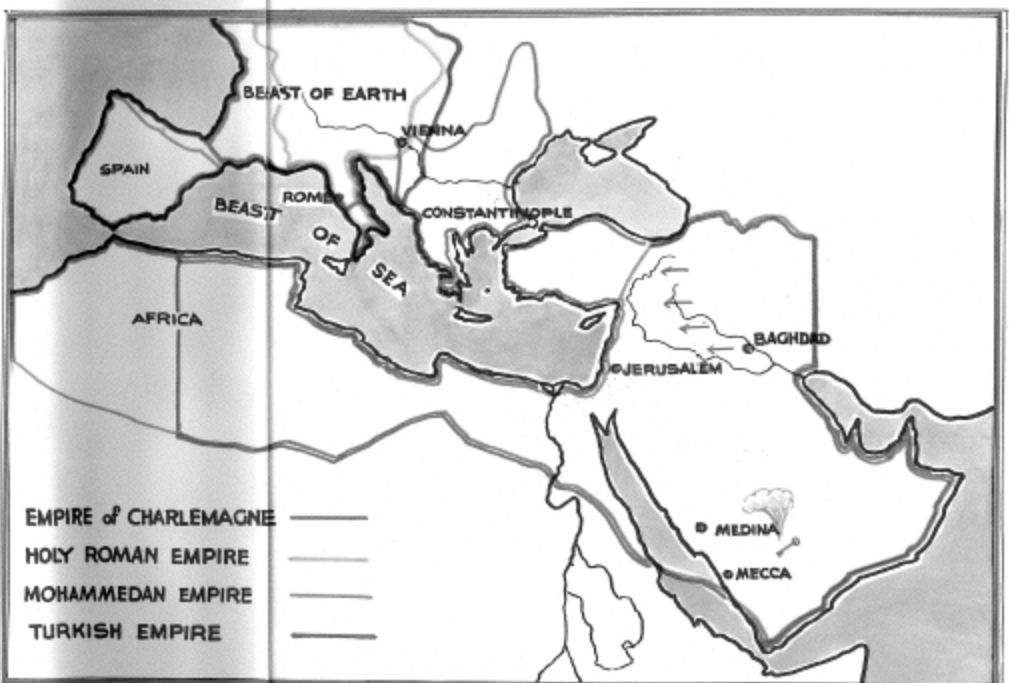 BEAST OF EARTH
VIENNA
SPAIN
ROME
BEAST
OF
SEA
CONSTANTINOPLE
AFRICA
BAGHDAD
JERUSALEM
MEDINA
MECCA
EMPIRE of CHARLEMAGNE
HOLY ROMAN EMPIRE
MOHAMMEDAN EMPIRE
TURKISH EMPIRE